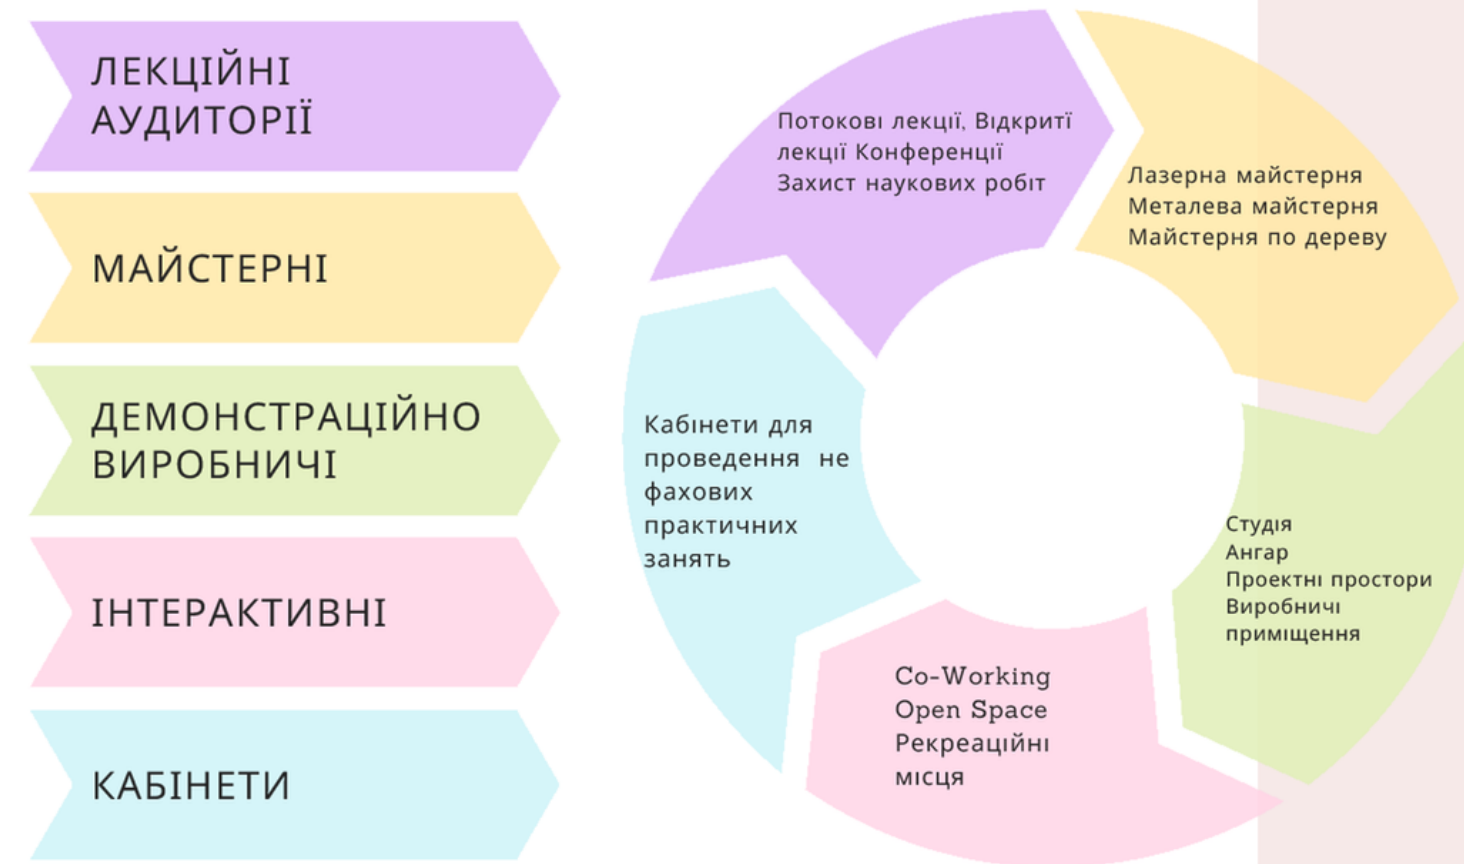 ЛЕКЦІЙНІ
АУДИТОРІЇ
МАЙСТЕРНІ
ДЕМОНСТРАЦІЙНО
ВИРОБНИЧІ
ІНТЕРАКТИВНІ
КАБІНЕТИ
Потокові лекції, Відкриті
лекції Конференції
Захист наукових робіт
Лазерна майстерня
Металева майстерня
Майстерня по дереву
Студія
Ангар
Проектні простори
Виробничі
приміщення
Co-Working
Open Space
Рекреаційні
місця
Кабінети для
проведення не
фахових
практичних
занять